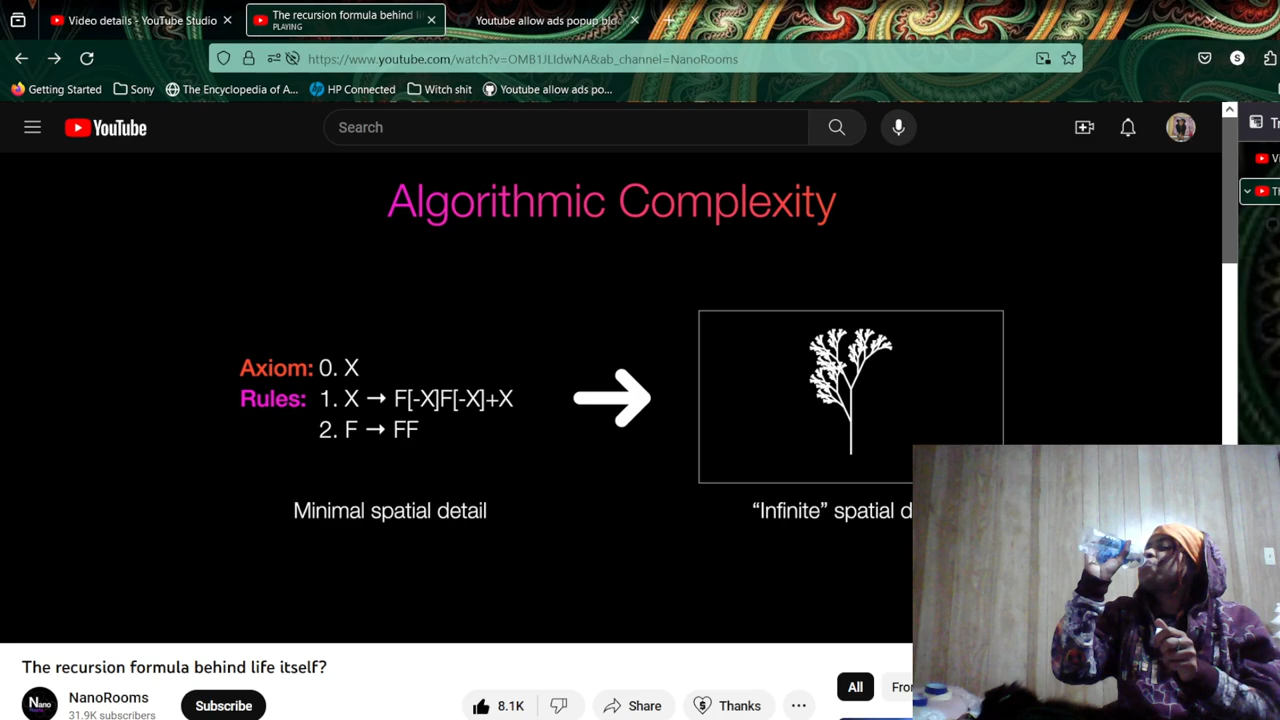 Video details - YouTube Studio
The recursion formula behind li
PLAYING
Youtube allow ads popup blo
https://www.youtube.com/watch?v=OMB1JLIdwNA&ab_channel=NanoRooms
S
Getting Started
Sony
The Encyclopedia of A...
HP Connected
Witch shit
Youtube allow ads po...
YouTube
Search
Algorithmic Complexity
Axiom: 0. X
Rules: 1. X → F[-X]F[-X]+X
2. F → FF
Minimal spatial detail
“Infinite” spatial d
The recursion formula behind life itself?
Nano
NanoRooms
31.9K subscribers
Subscribe
8.1K
Share
Thanks
All
Fro